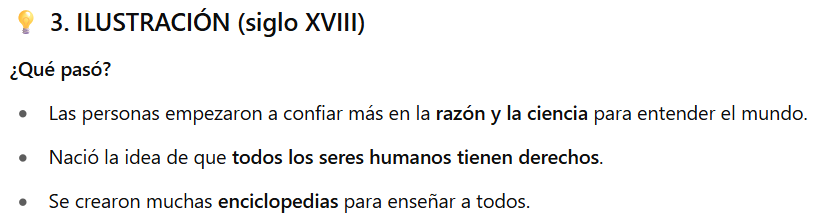 💡 3. ILUSTRACIÓN (siglo XVIII)
¿Qué pasó?
• Las personas empezaron a confiar más en la razón y la ciencia para entender el mundo.
• Nació la idea de que todos los seres humanos tienen derechos.
• Se crearon muchas enciclopedias para enseñar a todos.